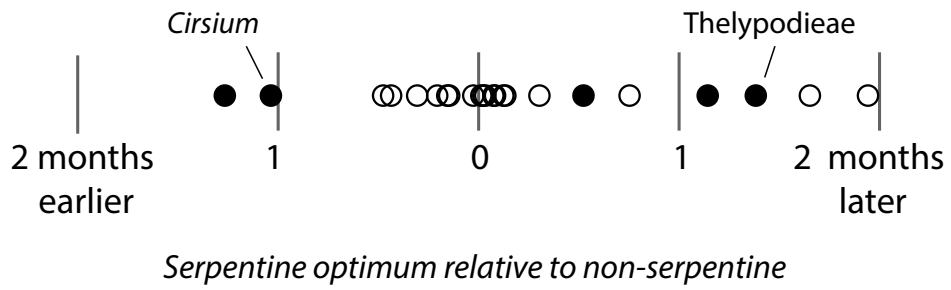 Cirsium Thelypodieae
2 months 1 0 1 2 months
earlier later
Serpentine optimum relative to non-serpentine